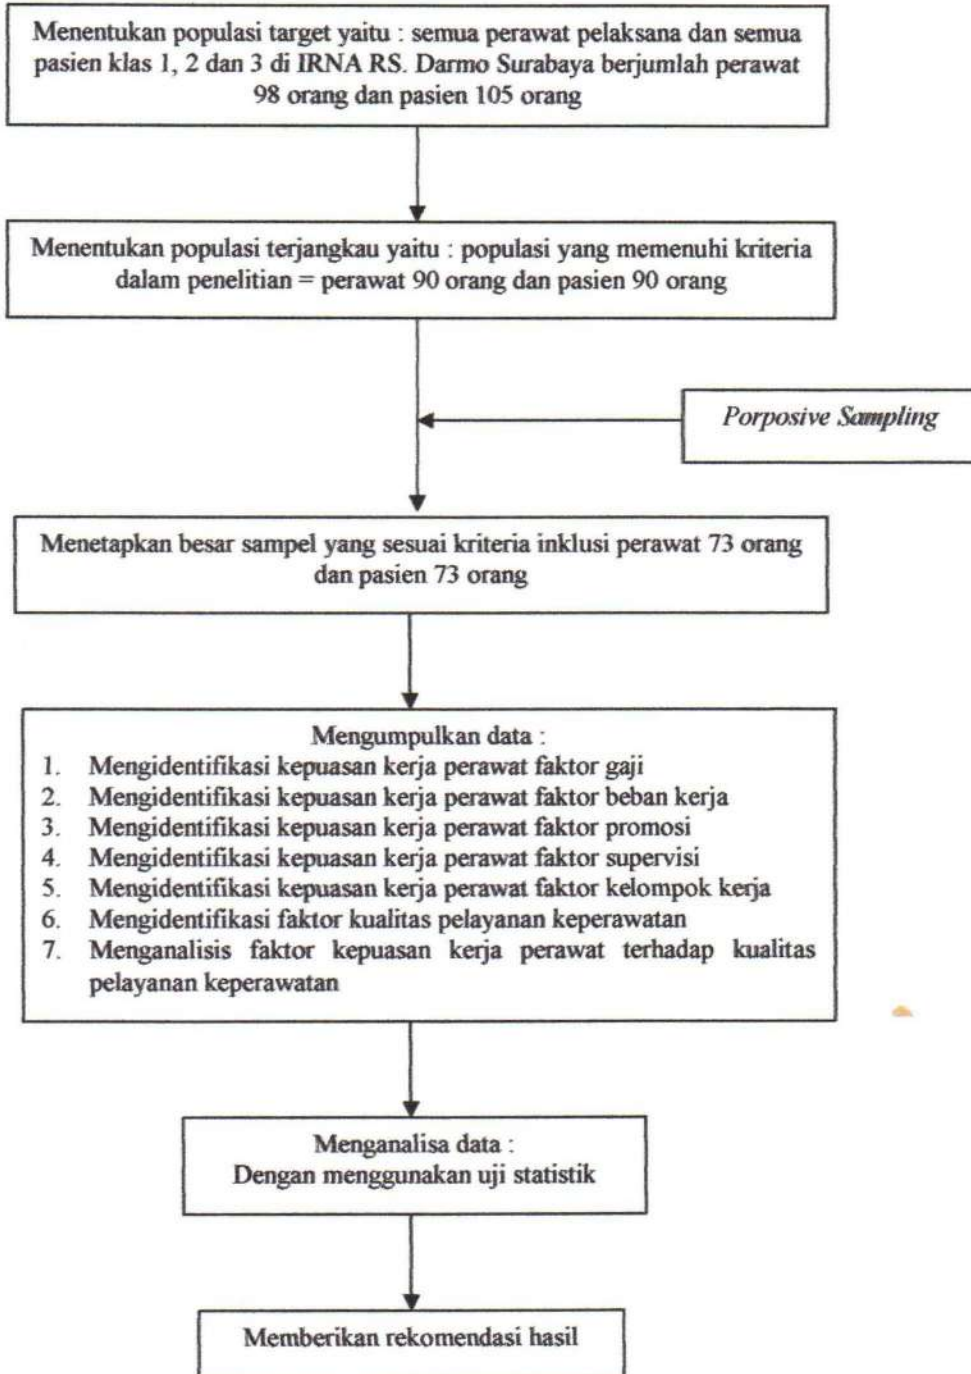 Menentukan populasi target yaitu : semua perawat pelaksana dan semua
pasien klas 1, 2 dan 3 di IRNA RS. Darmo Surabaya berjumlah perawat
98 orang dan pasien 105 orang
Menentukan populasi terjangkau yaitu : populasi yang memenuhi kriteria
dalam penelitian = perawat 90 orang dan pasien 90 orang
Porposive Sampling
Menetapkan besar sampel yang sesuai kriteria inklusi perawat 73 orang
dan pasien 73 orang
Mengumpulkan data :
1. Mengidentifikasi kepuasan kerja perawat faktor gaji
2. Mengidentifikasi kepuasan kerja perawat faktor beban kerja
3. Mengidentifikasi kepuasan kerja perawat faktor promosi
4. Mengidentifikasi kepuasan kerja perawat faktor supervisi
5. Mengidentifikasi kepuasan kerja perawat faktor kelompok kerja
6. Mengidentifikasi faktor kualitas pelayanan keperawatan
7. Menganalisis faktor kepuasan kerja perawat terhadap kualitas
pelayanan keperawatan
Menganalisa data :
Dengan menggunakan uji statistik
Memberikan rekomendasi hasil